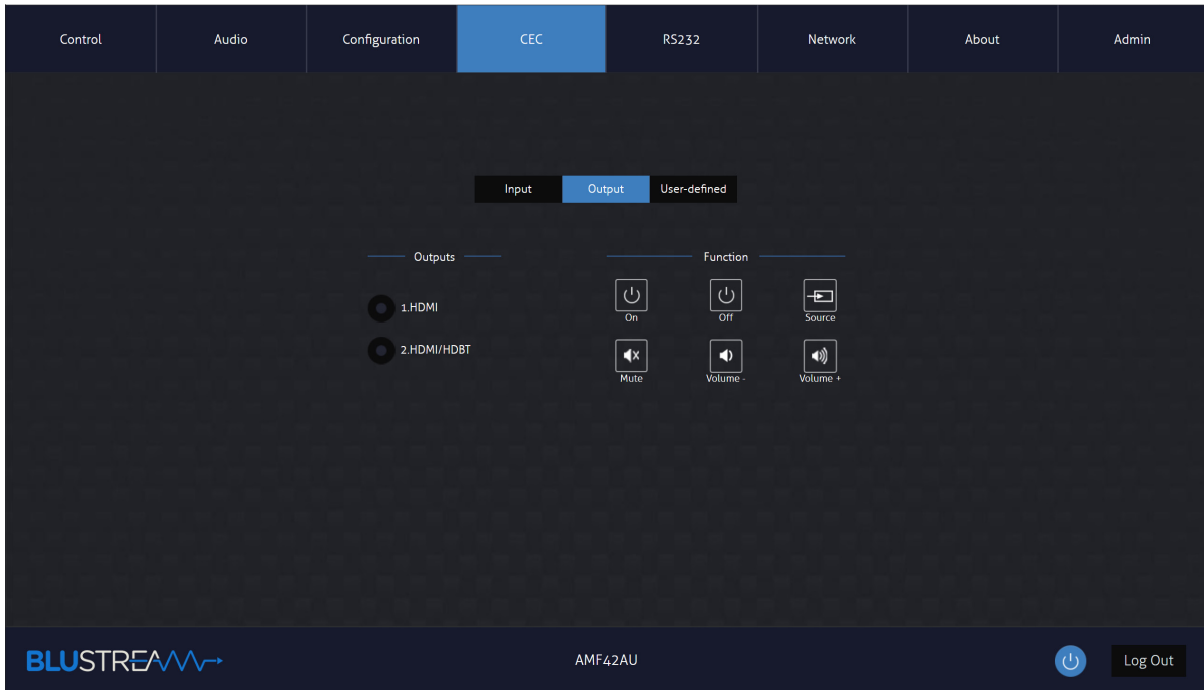 Control Audio Configuration CEC RS232 Network About Admin
Input Output User-defined
Outputs
1.HDMI
2.HDMI/HDBT
Function
On Off Source
Mute Volume - Volume +
BLUSTREAM AMF42AU Log Out